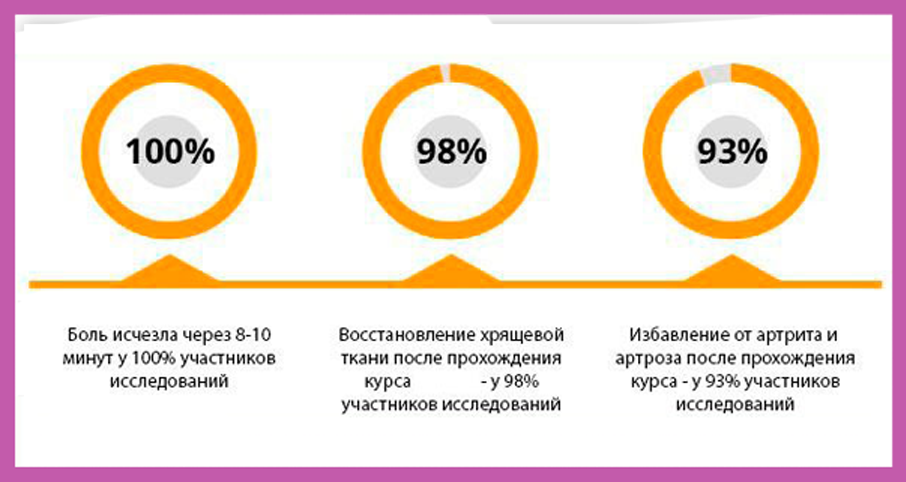 100%
98%
93%
Боль исчезла через 8-10
минут у 100% участников
исследований
Восстановление хрящевой
ткани после прохождения
курса - у 98%
участников исследований
Избавление от артрита и
артроза после прохождения
курса - у 93% участников
исследований